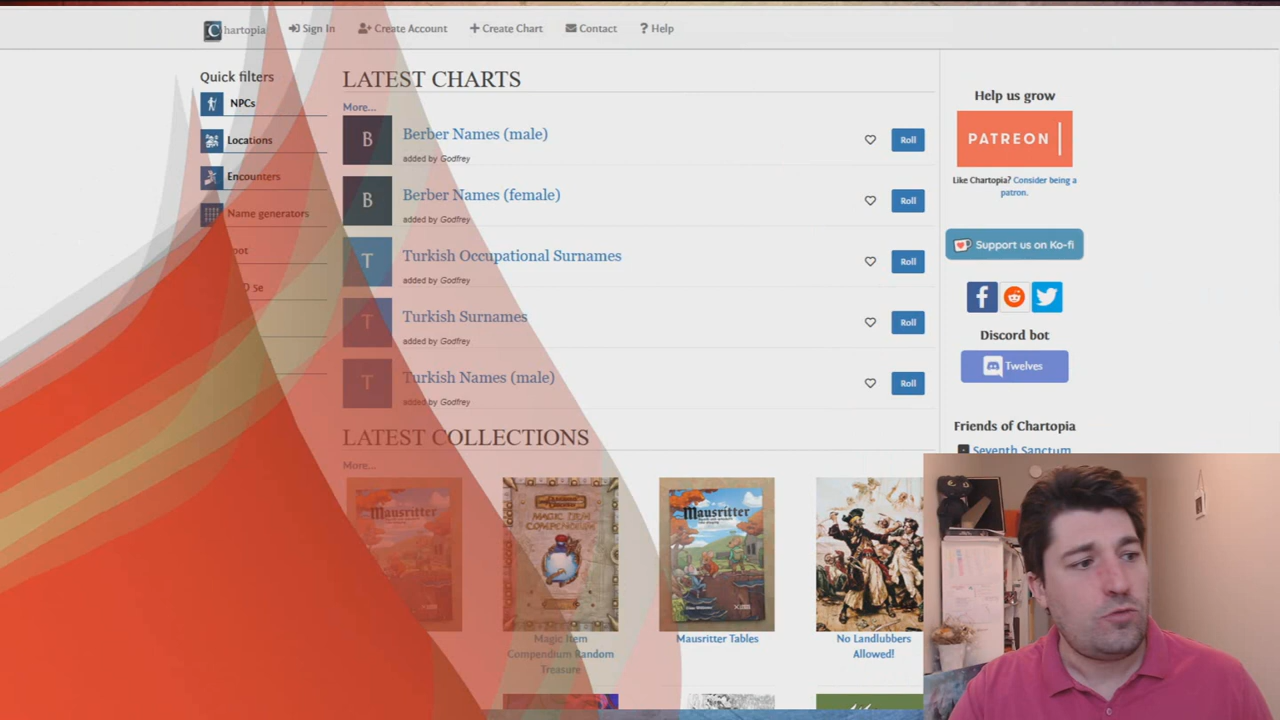 Chartopia
Sign In
Create Account
Create Chart
Contact
Help
Quick filters
NPCs
Locations
Encounters
Name generators
5e
LATEST CHARTS
More...
B
Berber Names (male)
added by Godfrey
Roll
B
Berber Names (female)
added by Godfrey
Roll
T
Turkish Occupational Surnames
added by Godfrey
Roll
T
Turkish Surnames
added by Godfrey
Roll
T
Turkish Names (male)
added by Godfrey
Roll
LATEST COLLECTIONS
More...
Mausritter
MAGIC ITEM
COMPENDIUM
Magic Item
Compendium Random
Treasure
Mausritter
Mausritter Tables
No Landlubbers
Allowed!
Help us grow
PATREON
Like Chartopia? Consider being a
patron.
Support us on Ko-fi
Discord bot
Twelves
Friends of Chartopia
Seventh Sanctum